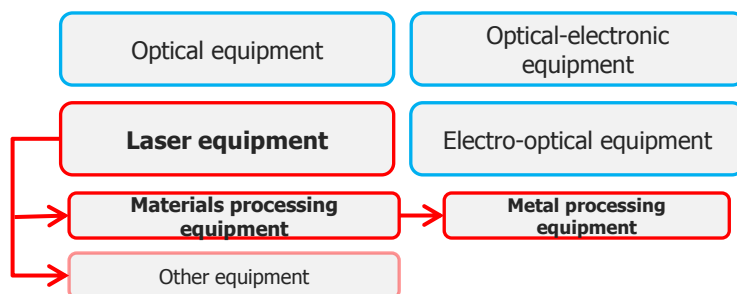 Optical equipment
Optical-electronic
equipment
Laser equipment
Electro-optical equipment
Materials processing
equipment
Metal processing
equipment
Other equipment